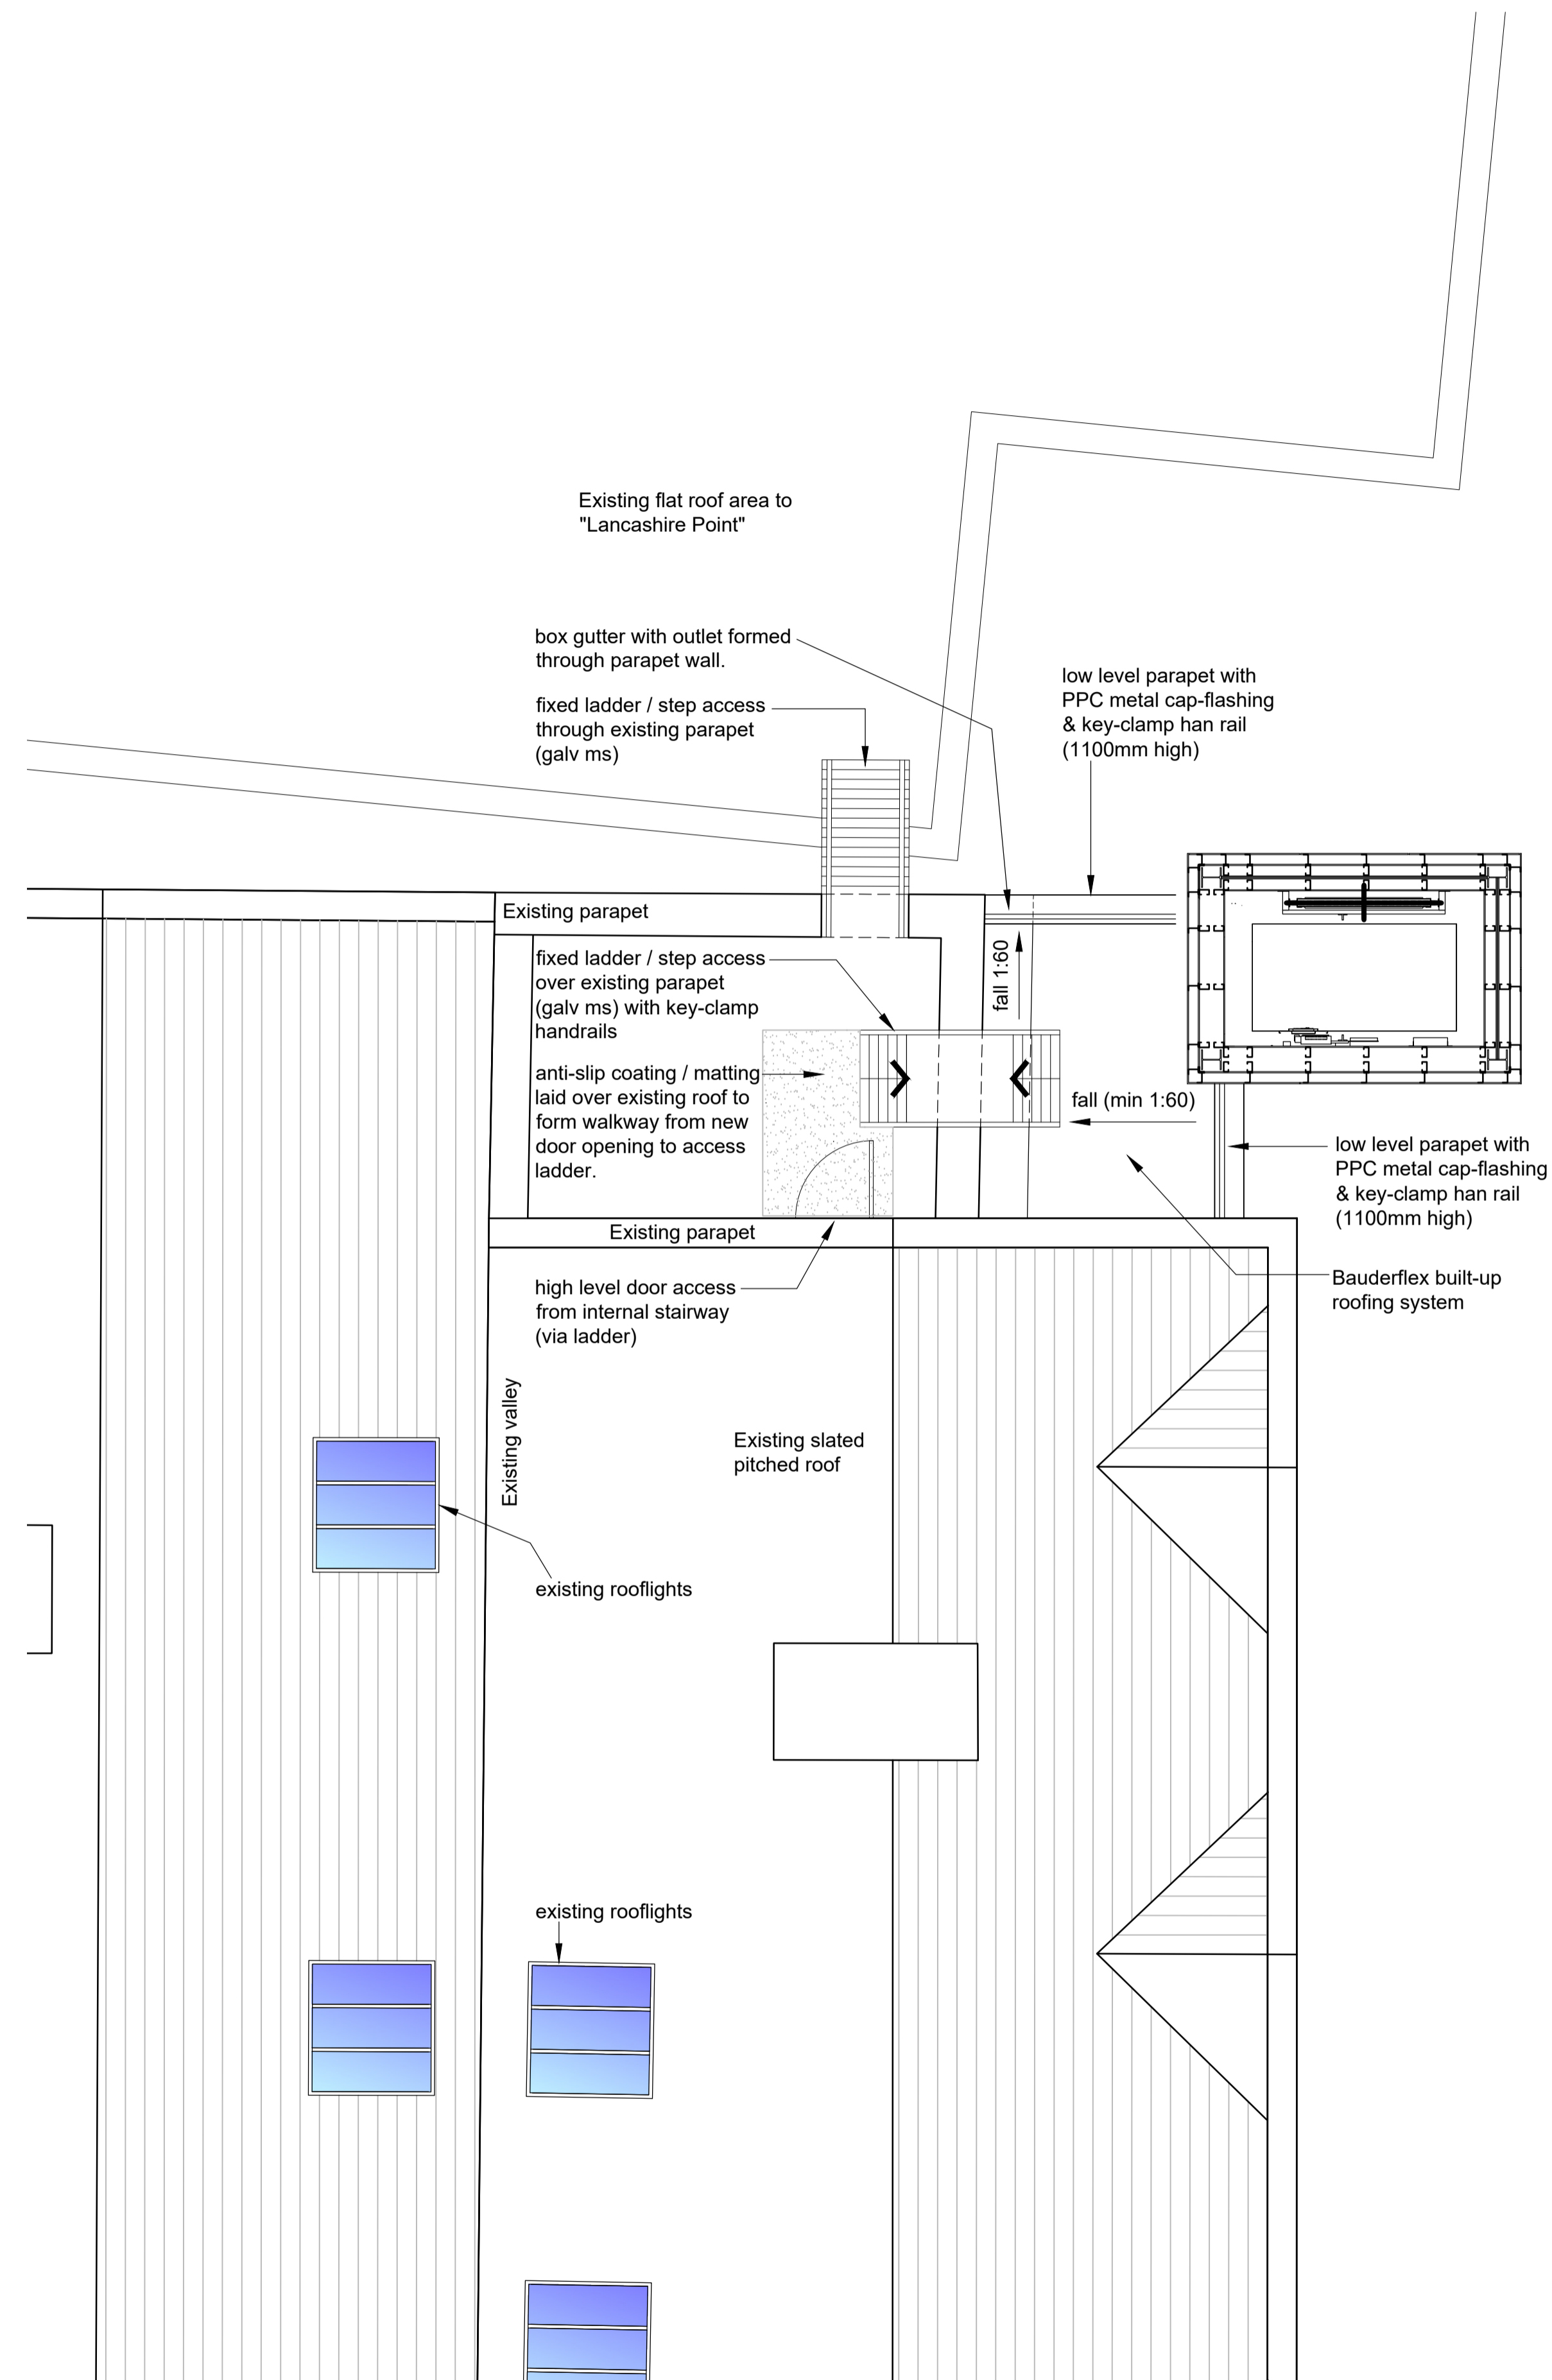 Existing flat roof area to
"Lancashire Point"
box gutter with outlet formed
through parapet wall.
fixed ladder / step access
through existing parapet
(galv ms)
low level parapet with
PPC metal cap-flashing
& key-clamp han rail
(1100mm high)
Existing parapet
fixed ladder / step access
over existing parapet
(galv ms) with key-clamp
handrails
fall 1:60
anti-slip coating / matting
laid over existing roof to
form walkway from new
door opening to access
ladder.
fall (min 1:60)
low level parapet with
PPC metal cap-flashing
& key-clamp han rail
(1100mm high)
Existing parapet
high level door access
from internal stairway
(via ladder)
Bauderflex built-up
roofing system
Existing valley
Existing slated
pitched roof
existing rooflights
existing rooflights